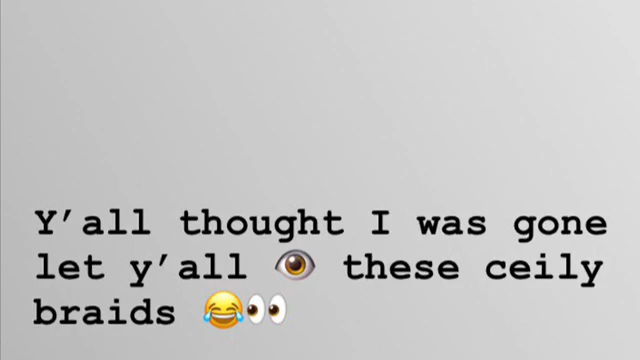 Y’all thought I was gone
let y’all 👁️ these ceily
braids 😂👀